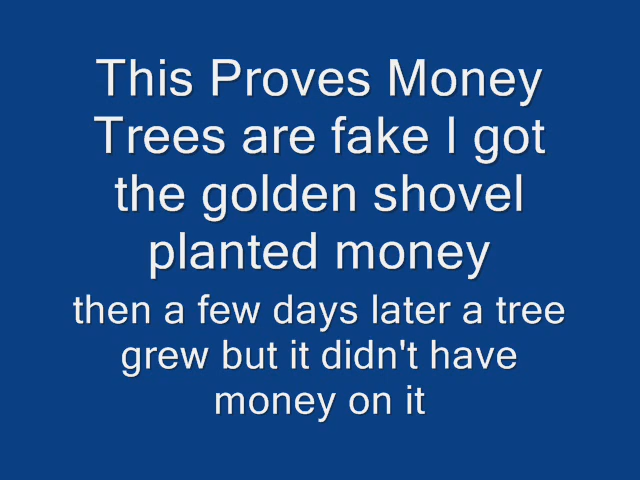 This Proves Money
Trees are fake I got
the golden shovel
planted money
then a few days later a tree
grew but it didn't have
money on it